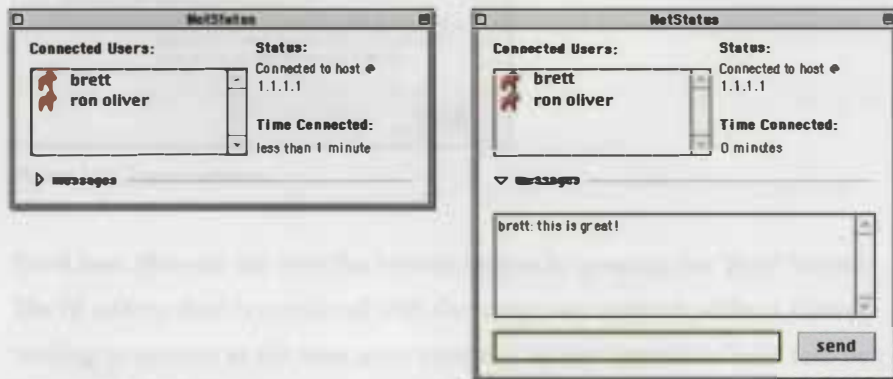 NetStatus
Connected Users:
brett
ron oliver
Status:
Connected to host @
1.1.1.1
Time Connected:
less than 1 minute
messages
NetStatus
Connected Users:
brett
ron oliver
Status:
Connected to host @
1.1.1.1
Time Connected:
0 minutes
messages
brett: this is great!
send